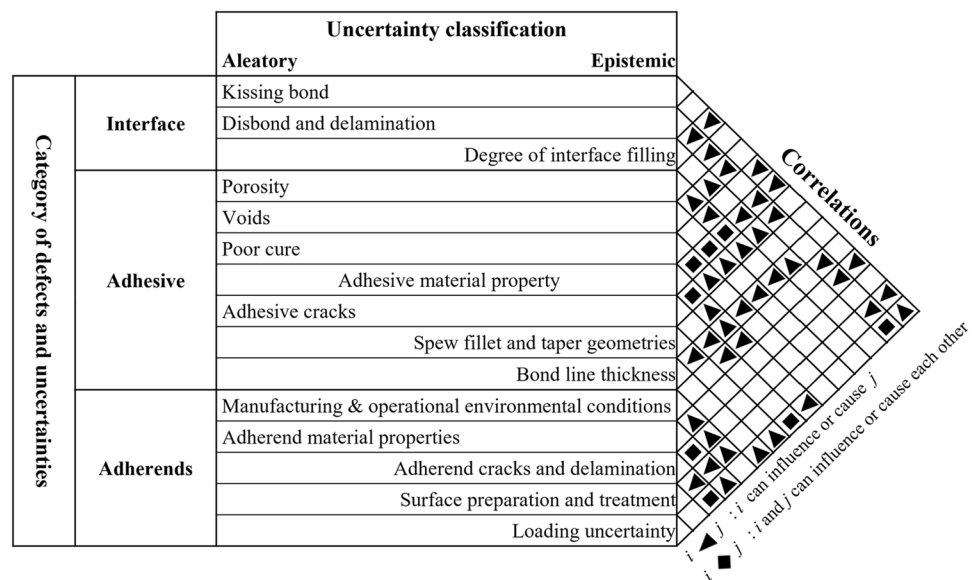 Uncertainty classification
Aleatory Epistemic
Category of defects and uncertainties
Interface
Kissing bond
Disbond and delamination
Degree of interface filling
Adhesive
Porosity
Voids
Poor cure
Adhesive material property
Adhesive cracks
Spew fillet and taper geometries
Bond line thickness
Adherends
Manufacturing & operational environmental conditions
Adherend material properties
Adherend cracks and delamination
Surface preparation and treatment
Loading uncertainty
Correlations
i j : i can influence or cause j
i j : i and j can influence or cause each other